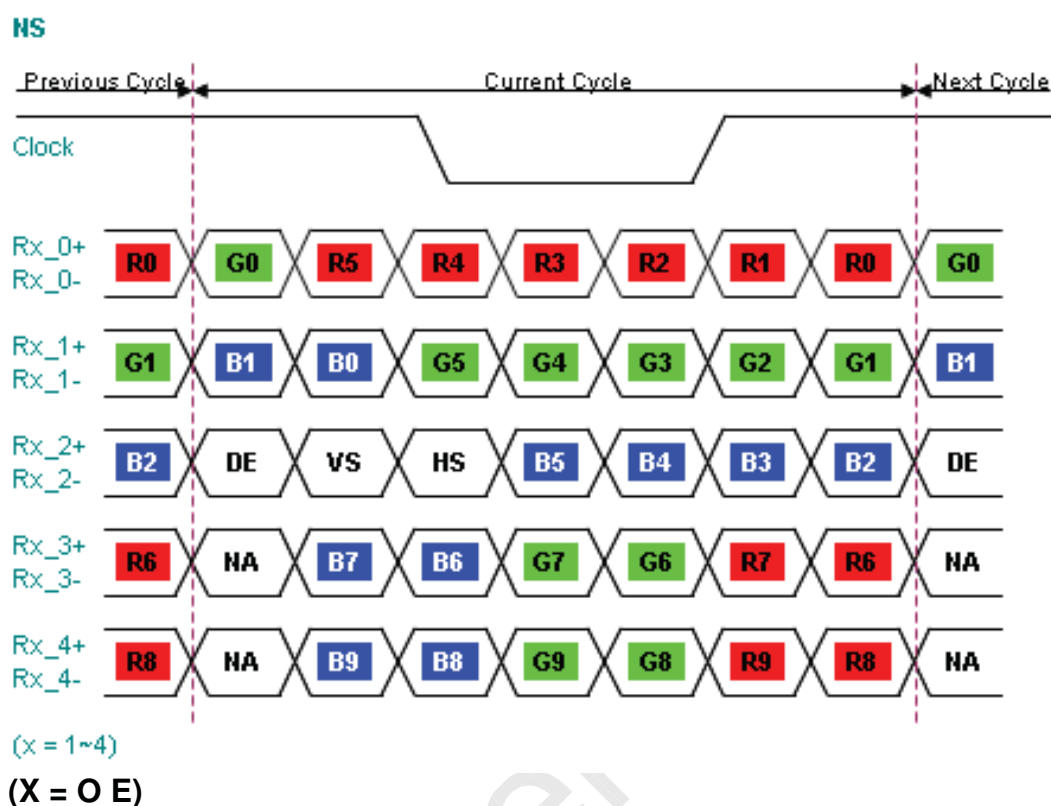 NS
Previous Cycle Current Cycle Next Cycle
Clock
Rx_0+
Rx_0-
R0 G0 R5 R4 R3 R2 R1 R0 G0
Rx_1+
Rx_1-
G1 B1 B0 G5 G4 G3 G2 G1 B1
Rx_2+
Rx_2-
B2 DE VS HS B5 B4 B3 B2 DE
Rx_3+
Rx_3-
R6 NA B7 B6 G7 G6 R7 R6 NA
Rx_4+
Rx_4-
R8 NA B9 B8 G9 G8 R9 R8 NA
(x = 1~4)
(X = O E)